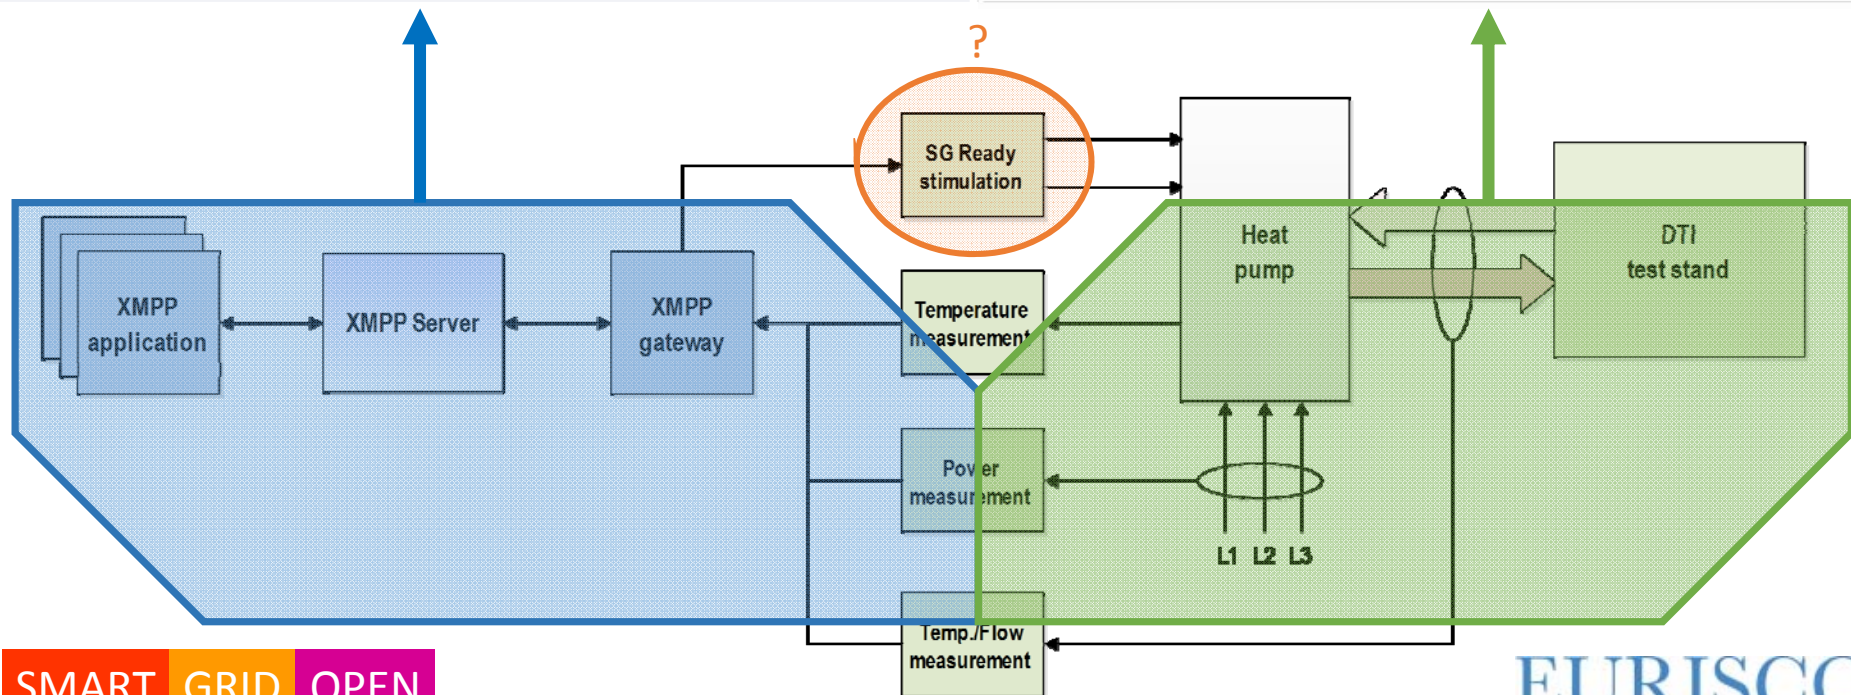 ?
SG Ready
stimulation
Heat
pump
DTI
test stand
XMPP
application
XMPP Server
XMPP
gateway
Temperature
measurement
Power
measurement
L1 L2 L3
Temp./Flow
measurement
SMART GRID OPEN
EURISCO